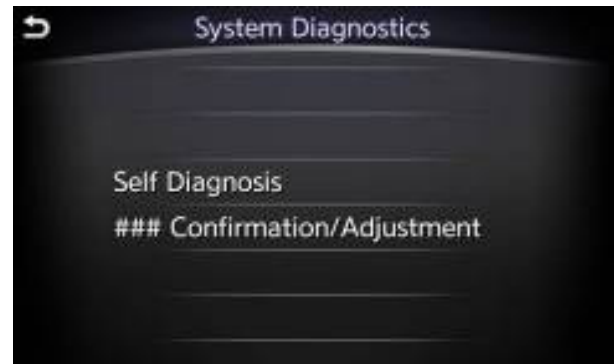 System Diagnostics
Self Diagnosis
### Confirmation/Adjustment